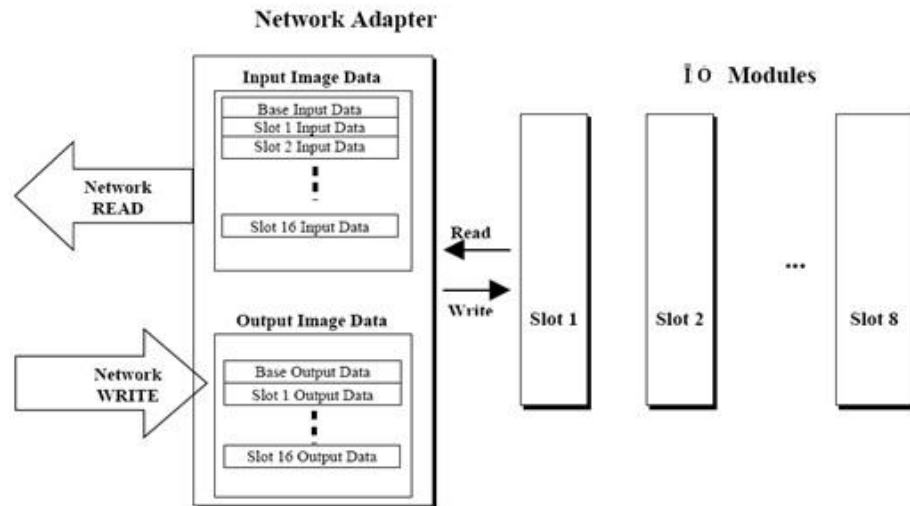 Network Adapter
Input Image Data
Base Input Data
Slot 1 Input Data
Slot 2 Input Data
Slot 16 Input Data
Network
READ
Output Image Data
Base Output Data
Slot 1 Output Data
Slot 16 Output Data
Network
WRITE
Read
Write
Modules
Slot 1
Slot 2
...
Slot 8